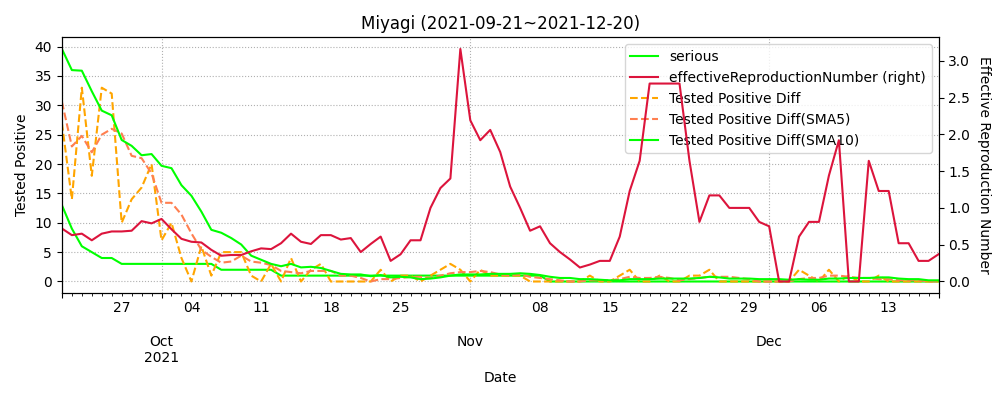 Miyagi (2021-09-21~2021-12-20)
serious
effectiveReproductionNumber (right)
Tested Positive Diff
Tested Positive Diff(SMA5)
Tested Positive Diff(SMA10)
Tested Positive
40
35
30
25
20
15
10
5
0
Effective Reproduction Number
3.0
2.5
2.0
1.5
1.0
0.5
0.0
27 04 11 18 25 08 15 22 29 06 13
Oct Nov Dec
2021
Date